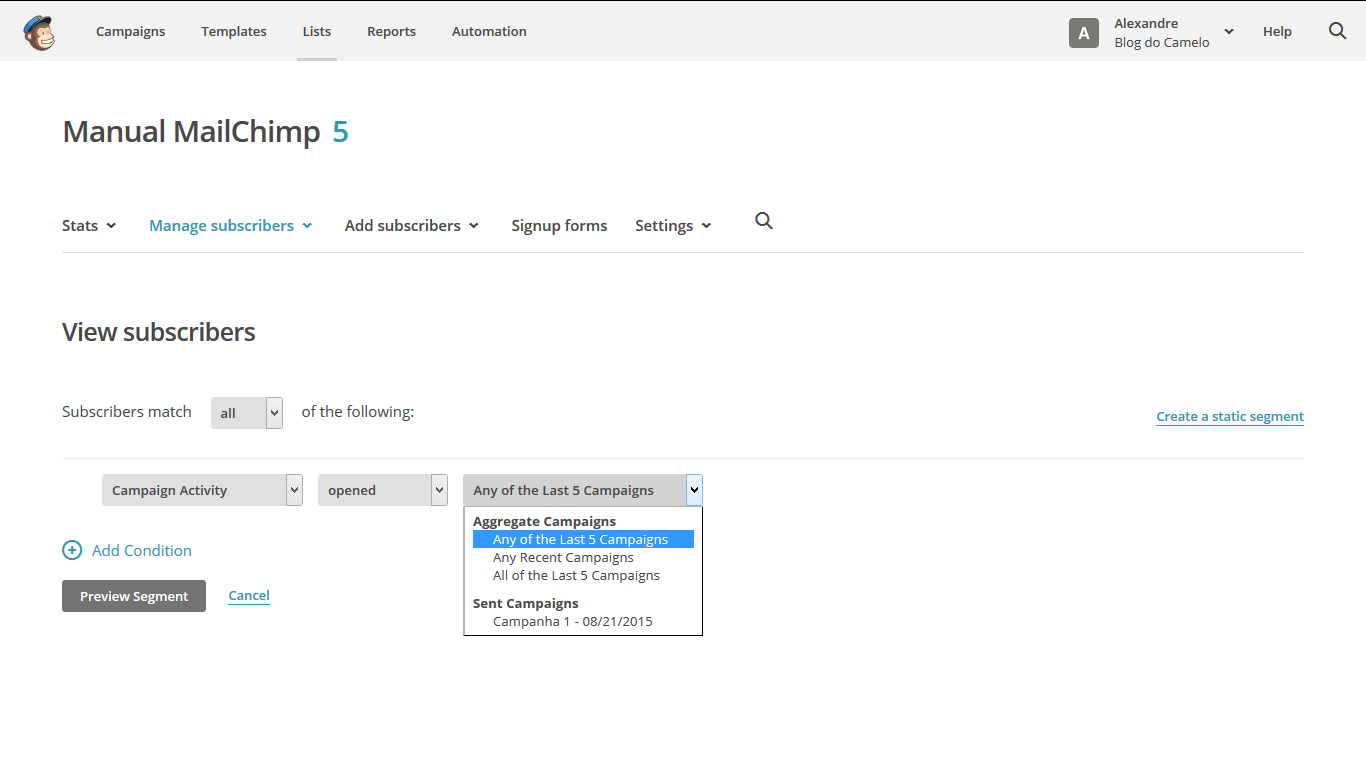 Campaigns Templates Lists Reports Automation
A Alexandre
Blog do Camelo
Help
Manual MailChimp 5
Stats Manage subscribers Add subscribers Signup forms Settings
View subscribers
Subscribers match all of the following:
Create a static segment
Campaign Activity opened Any of the Last 5 Campaigns
Aggregate Campaigns
Any of the Last 5 Campaigns
Any Recent Campaigns
All of the Last 5 Campaigns
Sent Campaigns
Campanha 1 - 08/21/2015
Add Condition
Preview Segment Cancel